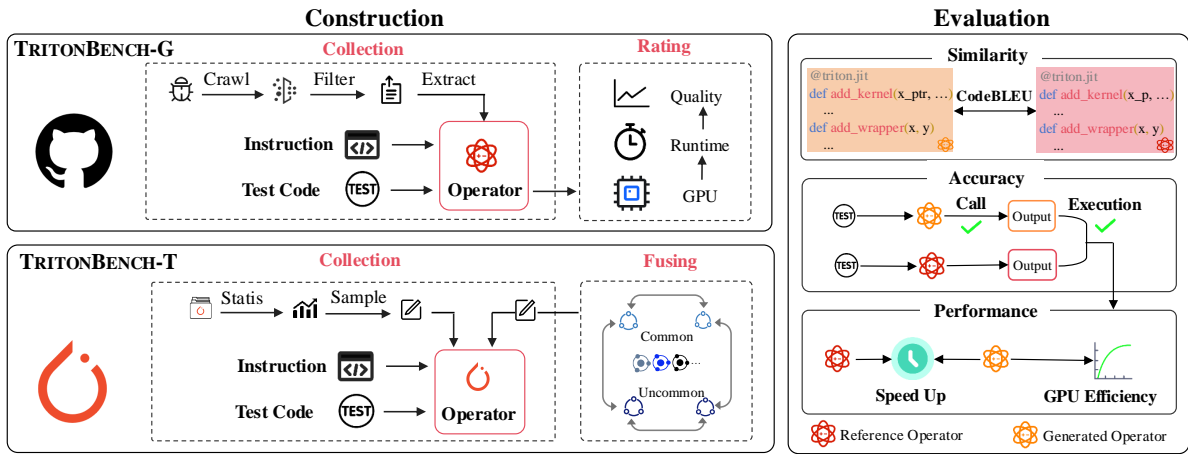 Construction
TRITONBENCH-G
Collection
Rating
Crawl
Filter
Extract
Quality
Instruction
</>
Runtime
Test Code
TEST
Operator
GPU
TRITONBENCH-T
Collection
Fusing
Statis
Sample
Common
...
Instruction
</>
Uncommon
Test Code
TEST
Operator
Evaluation
Similarity
@triton.jit
def add_kernel(x_ptr, …)
...
def add_wrapper(x, y)
...
CodeBLEU
@triton.jit
def add_kernel(x_p, …)
...
def add_wrapper(x, y)
...
Accuracy
TEST
Call
Output
Execution
TEST
Output
Performance
Speed Up
GPU Efficiency
Reference Operator
Generated Operator